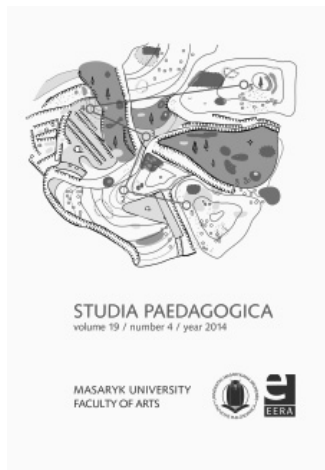 STUDIA PAEDAGOGICA
volume 19 / number 4 / year 2014
MASARYK UNIVERSITY
FACULTY OF ARTS
EERA